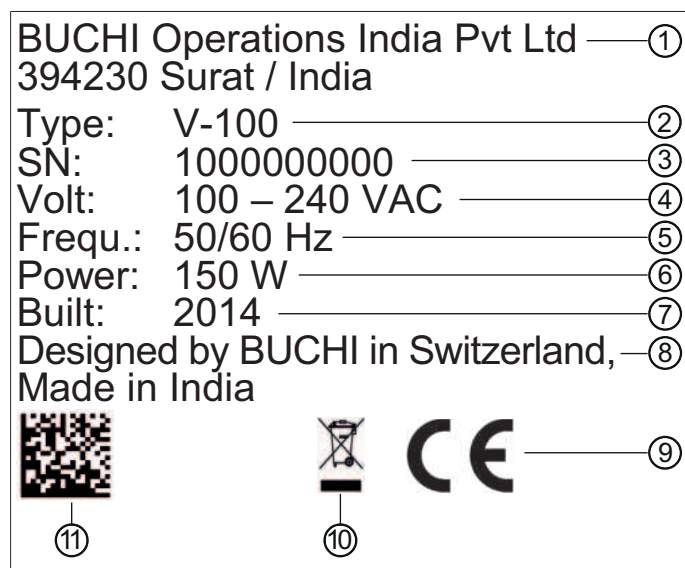 BUCHI Operations India Pvt Ltd 1
394230 Surat / India
Type: V-100 2
SN: 1000000000 3
Volt: 100 – 240 VAC 4
Frequ.: 50/60 Hz 5
Power: 150 W 6
Built: 2014 7
Designed by BUCHI in Switzerland, 8
Made in India
CE 9
11 10